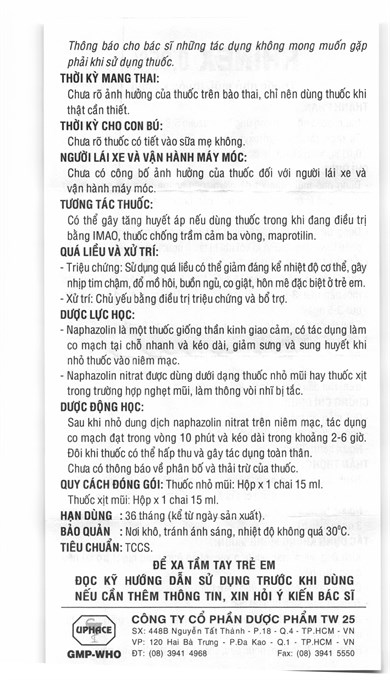 Thông báo cho bác sĩ những tác dụng không mong muốn gặp
phải khi sử dụng thuốc.
THỜI KỲ MANG THAI:
Chưa rõ ảnh hưởng của thuốc trên bào thai, chỉ nên dùng thuốc khi
thật cần thiết.
THỜI KỲ CHO CON BÚ:
Chưa rõ thuốc có tiết vào sữa mẹ không.
NGƯỜI LÁI XE VÀ VẬN HÀNH MÁY MÓC:
Chưa có công bố ảnh hưởng của thuốc đối với người lái xe và
vận hành máy móc.
TƯƠNG TÁC THUỐC:
Có thể gây tăng huyết áp nếu dùng thuốc trong khi đang điều trị
bằng IMAO, thuốc chống trầm cảm ba vòng, maprotilin.
QUÁ LIỀU VÀ XỬ TRÍ:
- Triệu chứng: Sử dụng quá liều có thể giảm đáng kể nhiệt độ cơ thể, gây
nhịp tim chậm, đổ mồ hôi, buồn ngủ, co giật, hôn mê đặc biệt ở trẻ em.
- Xử trí: Chủ yếu bằng điều trị triệu chứng và bổ trợ.
DƯỢC LỰC HỌC:
- Naphazolin là một thuốc giống thần kinh giao cảm, có tác dụng làm
co mạch tại chỗ nhanh và kéo dài, giảm sưng và sung huyết khi
nhỏ thuốc vào niêm mạc.
- Naphazolin nitrat được dùng dưới dạng thuốc nhỏ mũi hay thuốc xịt
trong trường hợp nghẹt mũi, làm thông vòi nhĩ bị tắc.
DƯỢC ĐỘNG HỌC:
Sau khi nhỏ dung dịch naphazolin nitrat trên niêm mạc, tác dụng
co mạch đạt trong vòng 10 phút và kéo dài trong khoảng 2-6 giờ.
Đôi khi thuốc có thể hấp thu và gây tác dụng toàn thân.
Chưa có thông báo về phân bố và thải trừ của thuốc.
QUY CÁCH ĐÓNG GÓI: Thuốc nhỏ mũi: Hộp x 1 chai 15 ml.
Thuốc xịt mũi: Hộp x 1 chai 15 ml.
HẠN DÙNG : 36 tháng (kể từ ngày sản xuất).
BẢO QUẢN : Nơi khô, tránh ánh sáng, nhiệt độ không quá 30ºC.
TIÊU CHUẨN: TCCS.
ĐỂ XA TẦM TAY TRẺ EM
ĐỌC KỸ HƯỚNG DẪN SỬ DỤNG TRƯỚC KHI DÙNG
NẾU CẦN THÊM THÔNG TIN, XIN HỎI Ý KIẾN BÁC SĨ
UPHACE
GMP-WHO
CÔNG TY CỔ PHẦN DƯỢC PHẨM TW 25
SX: 448B Nguyễn Tất Thành - P.18 - Q.4 - TP.HCM - VN
VP: 120 Hai Bà Trưng - P.Đa Kao - Q.1 - TP.HCM - VN
ĐT: (08) 3941 4968 Fax: (08) 3941 5550